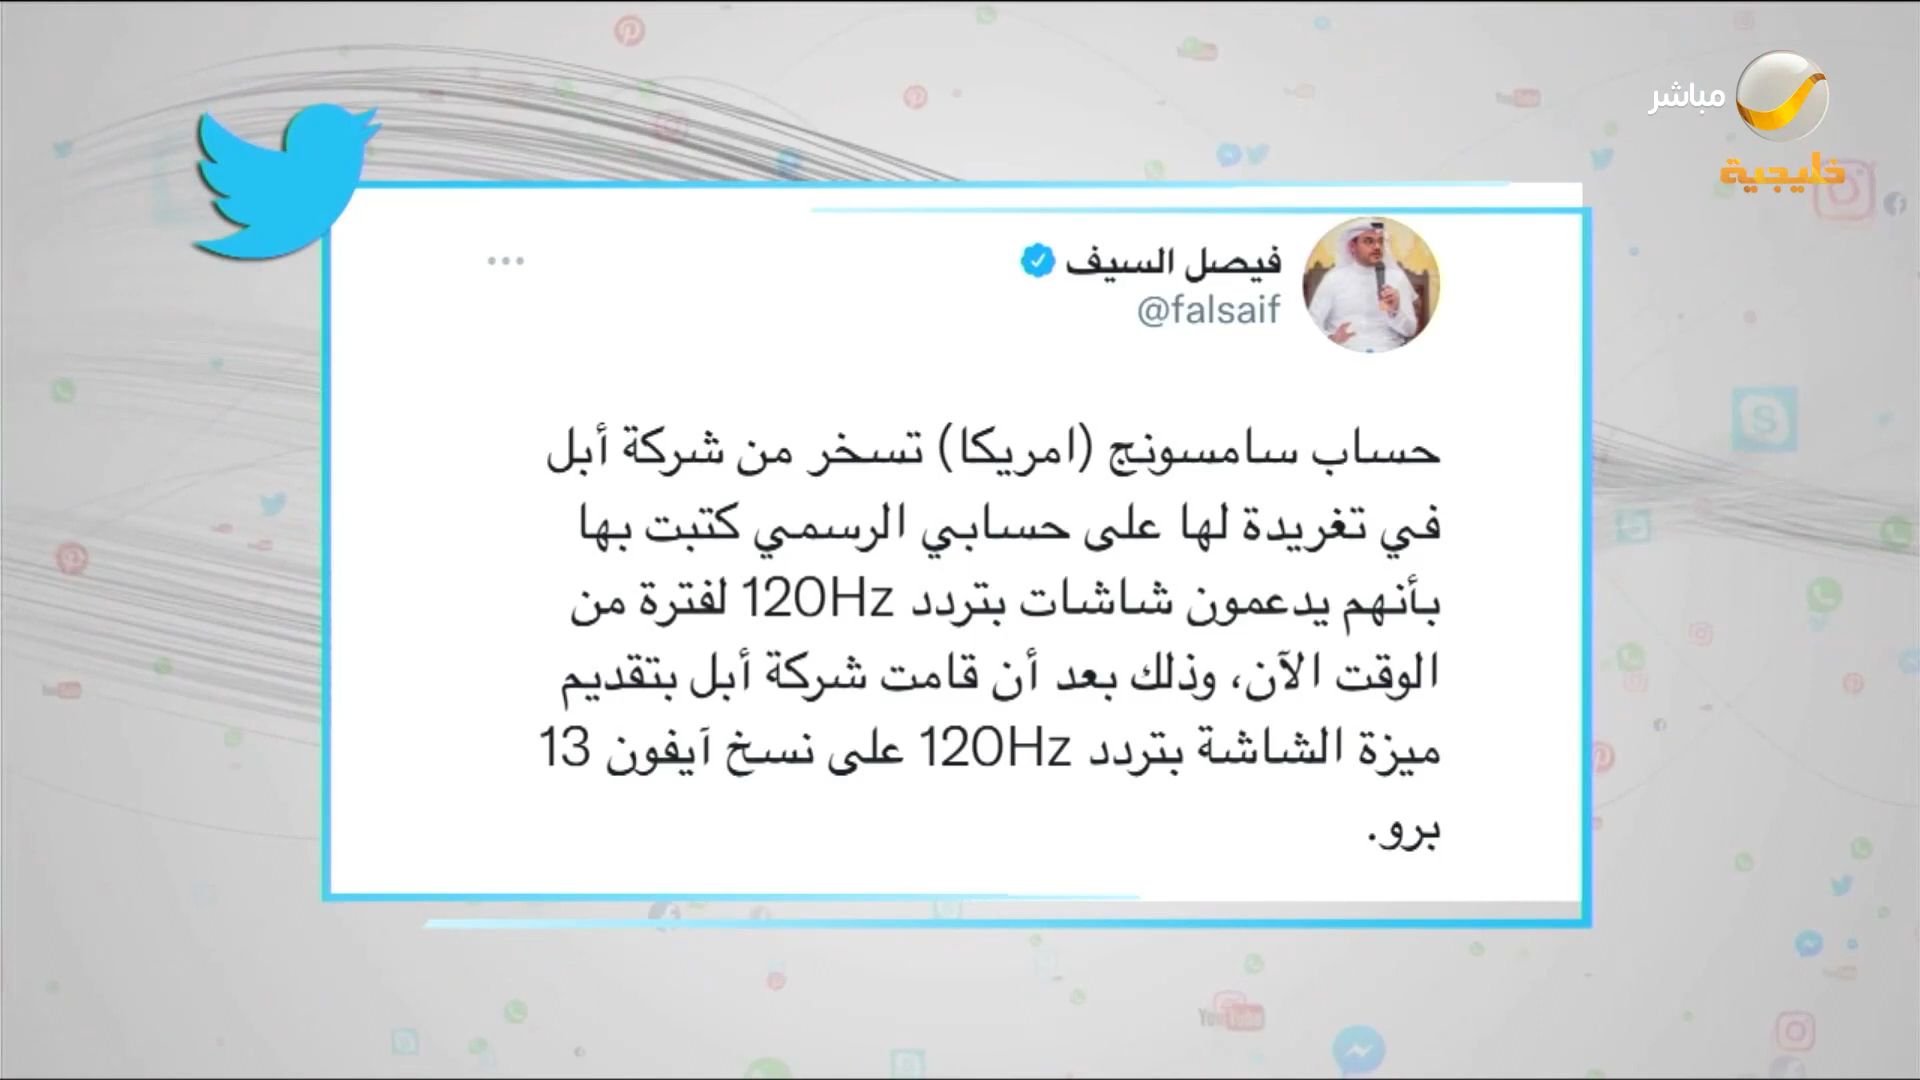 مباشر
خليجية
فيصل السيف
@falsaif
حساب سامسونج (امريكا) تسخر من شركة أبل
في تغريدة لها على حسابي الرسمي كتبت بها
بأنهم يدعمون شاشات بتردد 120Hz لفترة من
الوقت الآن، وذلك بعد أن قامت شركة أبل بتقديم
ميزة الشاشة بتردد 120Hz على نسخ آيفون 13
برو.
YouTube